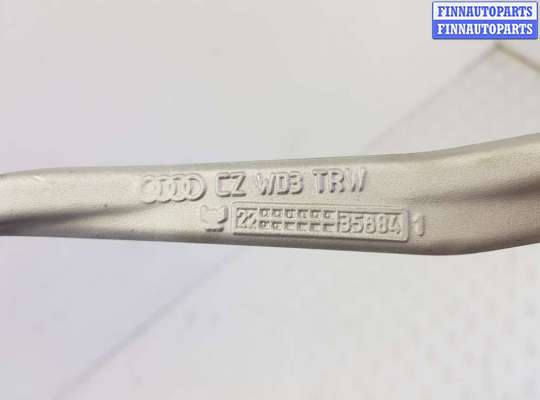 FINNAUTOPARTS
FINNAUTOPARTS
CZ WD3 TRW
22 35884 1